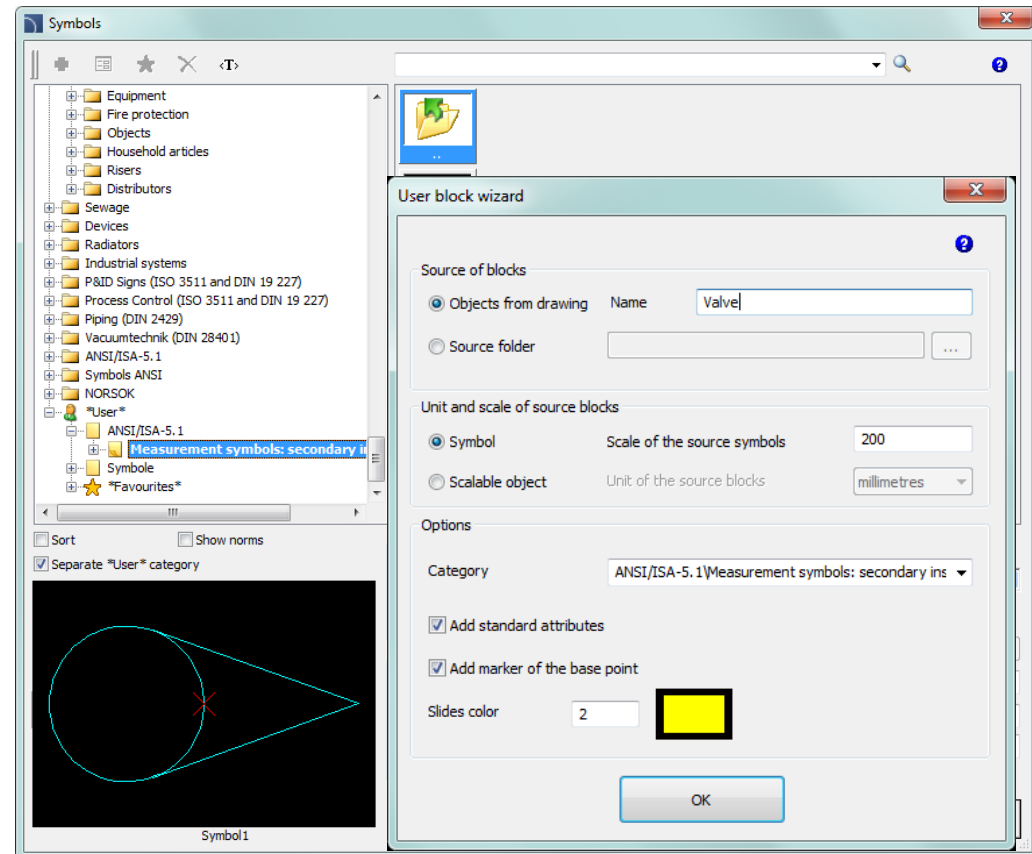 Symbols
<T>
Equipment
Fire protection
Objects
Household articles
Risers
Distributors
Sewage
Devices
Radiators
Industrial systems
P&ID Signs (ISO 3511 and DIN 19 227)
Process Control (ISO 3511 and DIN 19 227)
Piping (DIN 2429)
Vacuumtechnik (DIN 28401)
ANSI/ISA-5.1
Symbols ANSI
NORSOK
*User*
ANSI/ISA-5.1
Measurement symbols: secondary i
Symbole
*Favourites*
Sort Show norms
Separate *User* category
Symbol1
..
User block wizard
Source of blocks
Objects from drawing Name Valve
Source folder ...
Unit and scale of source blocks
Symbol Scale of the source symbols 200
Scalable object Unit of the source blocks millimetres
Options
Category ANSI/ISA-5.1\Measurement symbols: secondary ins
Add standard attributes
Add marker of the base point
Slides color 2
OK